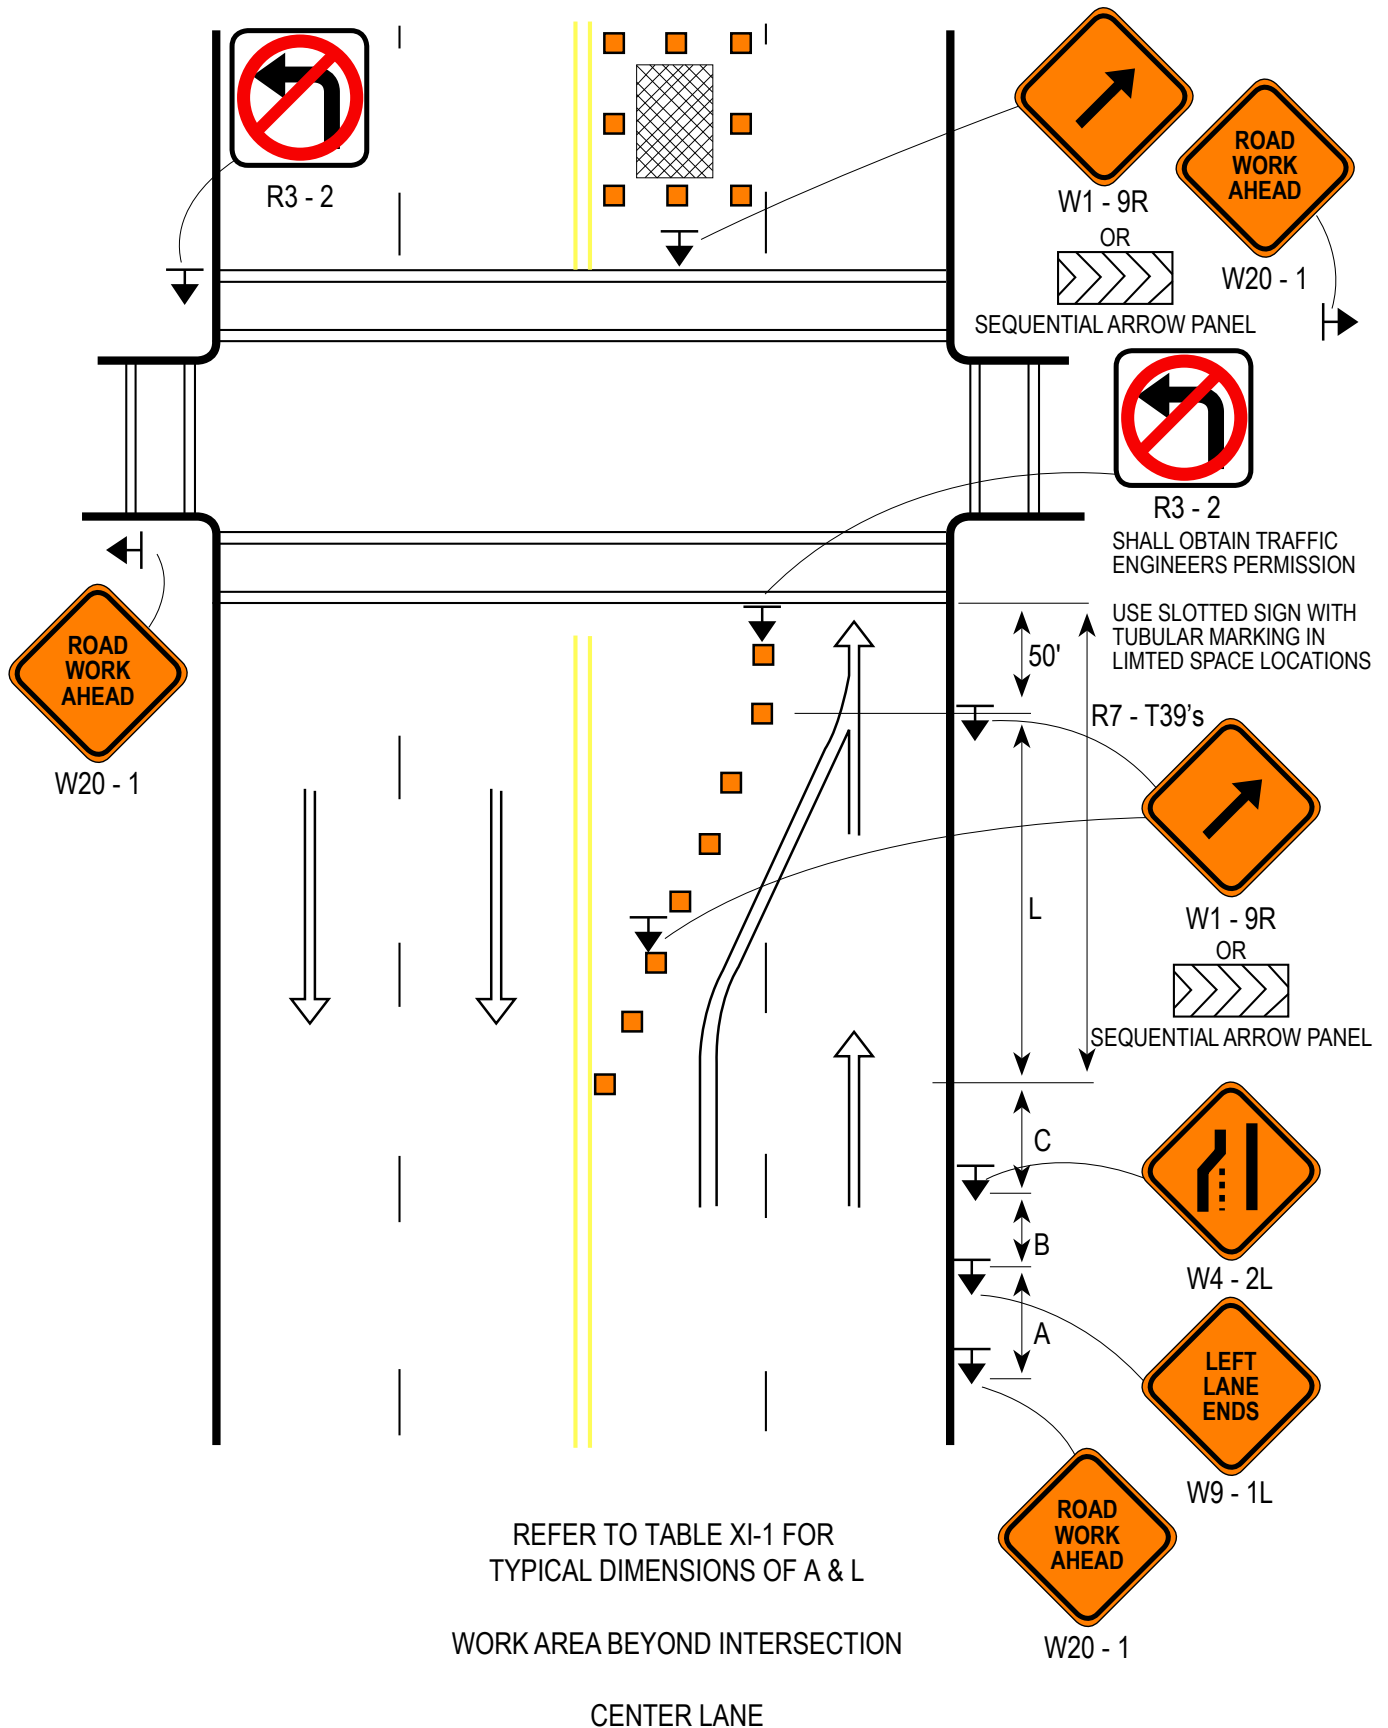 R3 - 2
W1 - 9R
OR
SEQUENTIAL ARROW PANEL
ROAD
WORK
AHEAD
W20 - 1
R3 - 2
SHALL OBTAIN TRAFFIC
ENGINEERS PERMISSION
USE SLOTTED SIGN WITH
TUBULAR MARKING IN
LIMTED SPACE LOCATIONS
ROAD
WORK
AHEAD
W20 - 1
50'
R7 - T39's
L
W1 - 9R
OR
SEQUENTIAL ARROW PANEL
C
B
W4 - 2L
A
LEFT
LANE
ENDS
W9 - 1L
ROAD
WORK
AHEAD
W20 - 1
REFER TO TABLE XI-1 FOR
TYPICAL DIMENSIONS OF A & L
WORK AREA BEYOND INTERSECTION
CENTER LANE